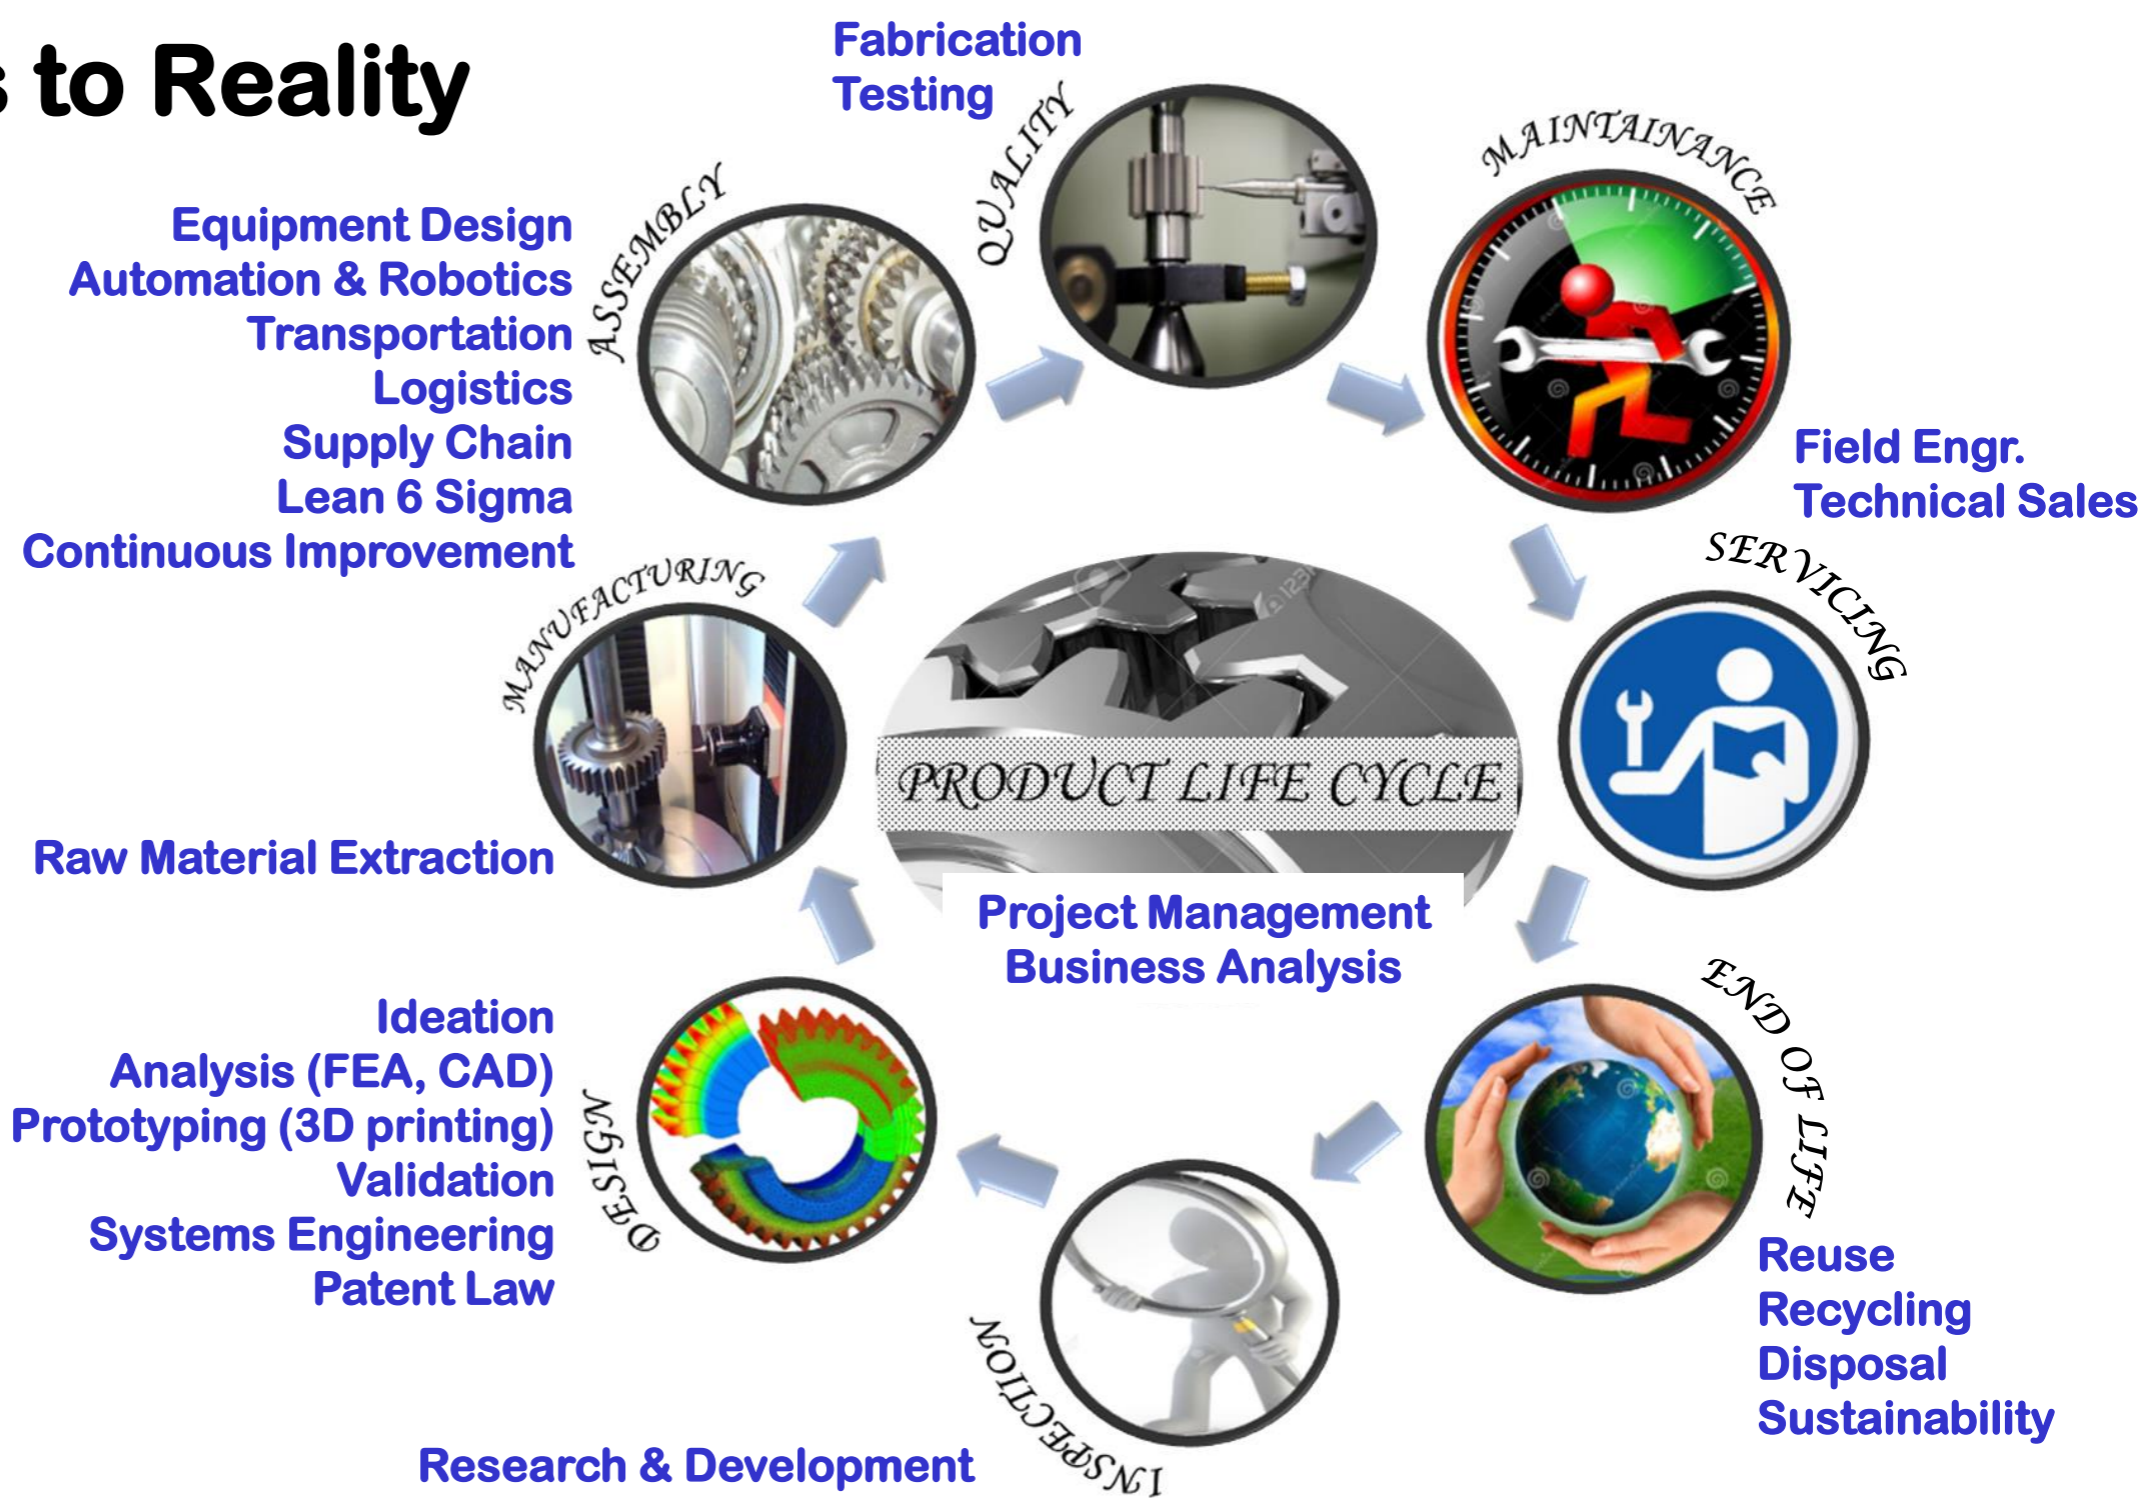 s to Reality
Fabrication
Testing
QUALITY
MAINTAINANCE
ASSEMBLY
Equipment Design
Automation & Robotics
Transportation
Logistics
Supply Chain
Lean 6 Sigma
Continuous Improvement
Field Engr.
Technical Sales
SERVICING
MANUFACTURING
PRODUCT LIFE CYCLE
Raw Material Extraction
Project Management
Business Analysis
END OF LIFE
Ideation
Analysis (FEA, CAD)
Prototyping (3D printing)
Validation
Systems Engineering
Patent Law
DESIGN
Reuse
Recycling
Disposal
Sustainability
INSPECTION
Research & Development